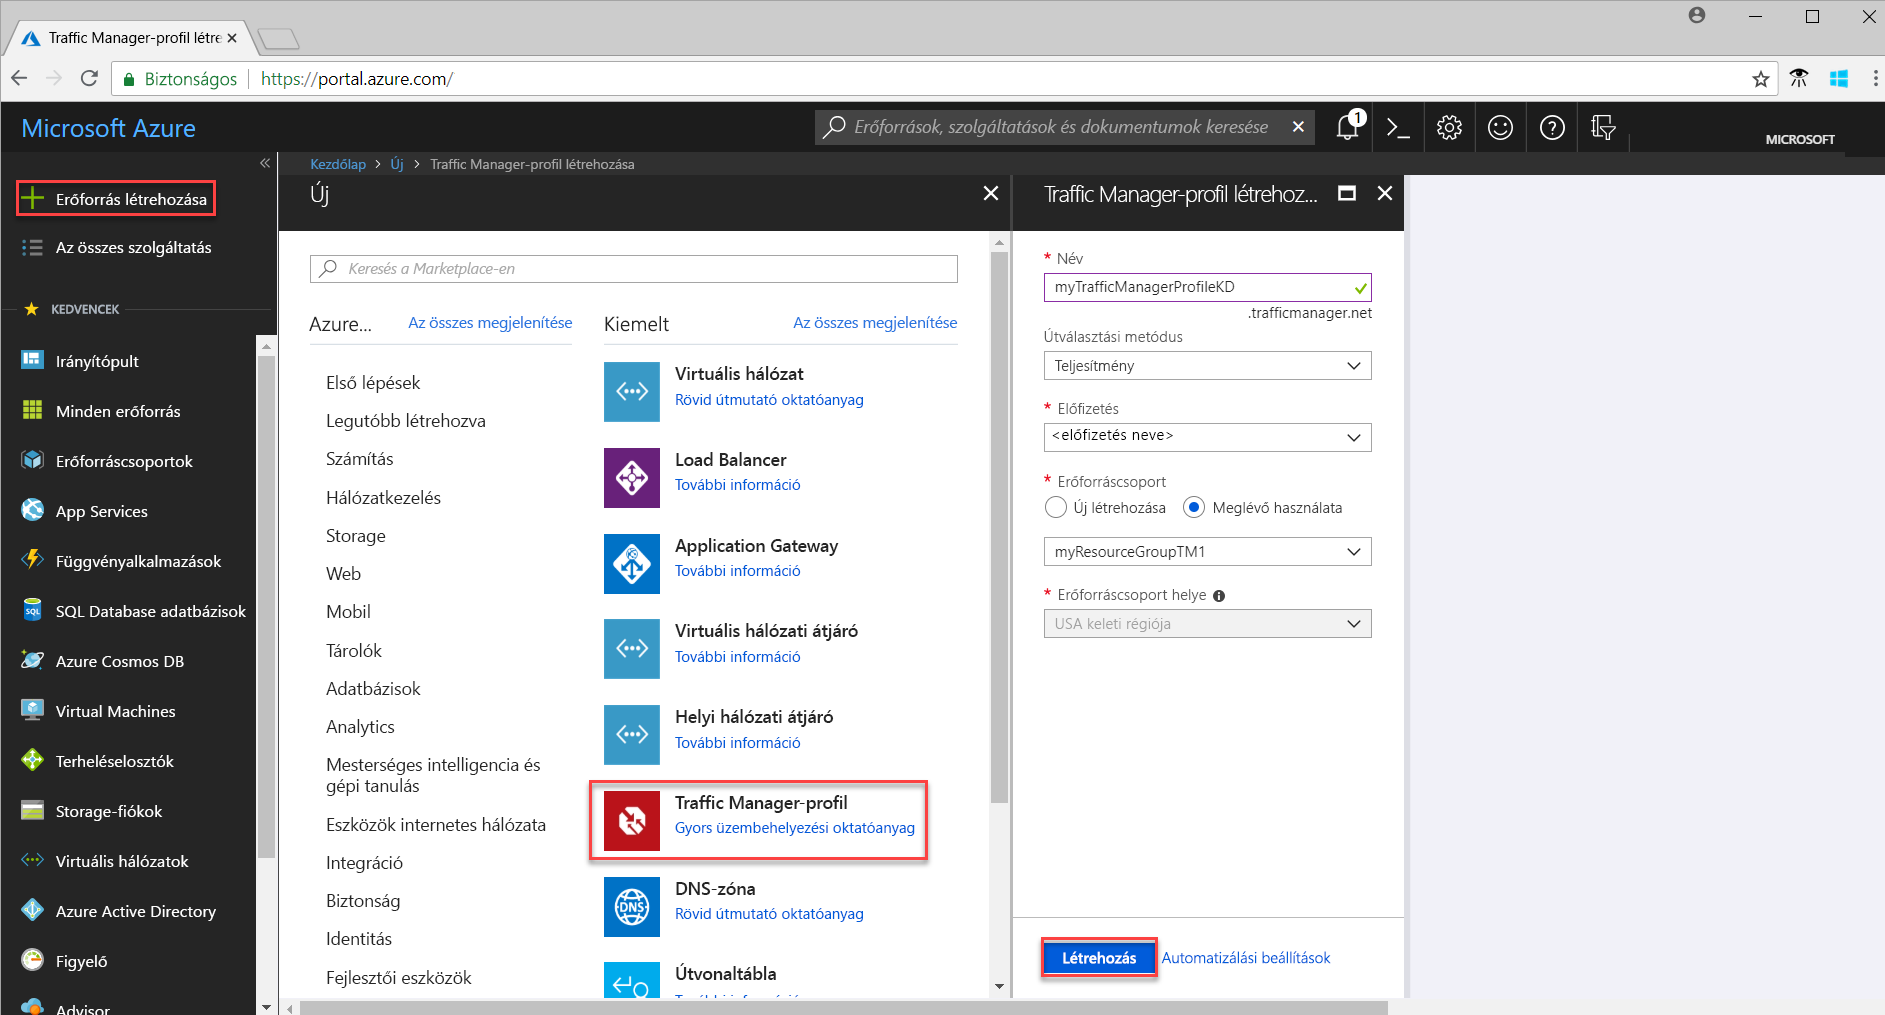 Traffic Manager-profil létre
Biztonságos
https://portal.azure.com/
Microsoft Azure
Erőforrások, szolgáltatások és dokumentumok keresése
1
MICROSOFT
Erőforrás létrehozása
Az összes szolgáltatás
KEDVENCEK
Irányítópult
Minden erőforrás
Erőforráscsoportok
App Services
Függvényalkalmazások
SQL Database adatbázisok
Azure Cosmos DB
Virtual Machines
Terheléselosztók
Storage-fiókok
Virtuális hálózatok
Azure Active Directory
Figyelő
Advisor
Kezdőlap > Új > Traffic Manager-profil létrehozása
Új
Keresés a Marketplace-en
Azure...
Az összes megjelenítése
Első lépések
Legutóbb létrehozva
Számítás
Hálózatkezelés
Storage
Web
Mobil
Tárolók
Adatbázisok
Analytics
Mesterséges intelligencia és
gépi tanulás
Eszközök internetes hálózata
Integráció
Biztonság
Identitás
Fejlesztői eszközök
Kiemelt
Az összes megjelenítése
Virtuális hálózat
Rövid útmutató oktatóanyag
Load Balancer
További információ
Application Gateway
További információ
Virtuális hálózati átjáró
További információ
Helyi hálózati átjáró
További információ
Traffic Manager-profil
Gyors üzembehelyezési oktatóanyag
DNS
DNS-zóna
Rövid útmutató oktatóanyag
Útvonaltábla
További információ
Traffic Manager-profil létrehoz...
* Név
myTrafficManagerProfileKD
.trafficmanager.net
Útválasztási metódus
Teljesítmény
* Előfizetés
<előfizetés neve>
* Erőforráscsoport
Új létrehozása
Meglévő használata
myResourceGroupTM1
* Erőforráscsoport helye
USA keleti régiója
Létrehozás
Automatizálási beállítások